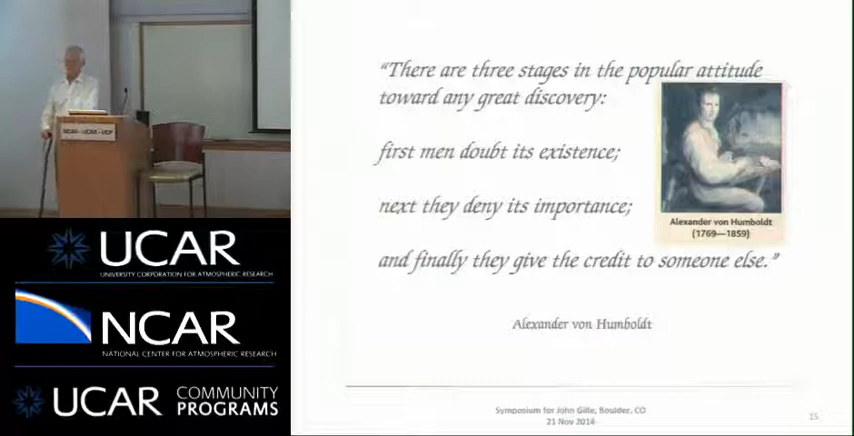 NCAR - UCAR - UCP
UCAR
UNIVERSITY CORPORATION FOR ATMOSPHERIC RESEARCH
NCAR
NATIONAL CENTER FOR ATMOSPHERIC RESEARCH
UCAR COMMUNITY
PROGRAMS
“There are three stages in the popular attitude
toward any great discovery:
first men doubt its existence;
next they deny its importance;
and finally they give the credit to someone else.”
Alexander von Humboldt
(1769—1859)
Alexander von Humboldt
Symposium for John Gille, Boulder, CO
21 Nov 2014
15